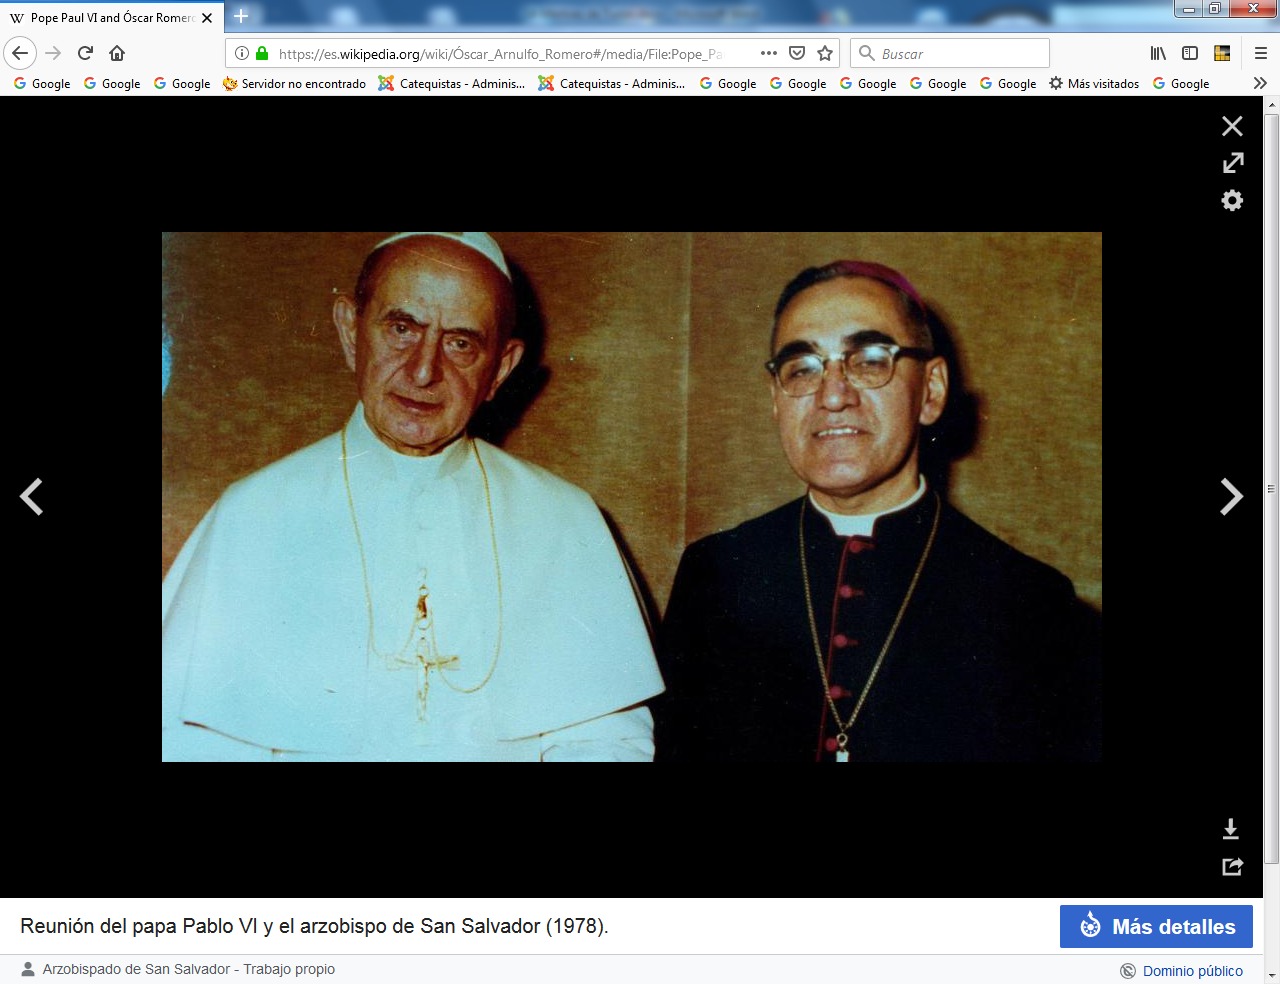 Pope Paul VI and Óscar Romero
https://es.wikipedia.org/wiki/Óscar_Arnulfo_Romero#/media/File:Pope_Pa
Buscar
Google Google Google Servidor no encontrado Catequistas - Adminis... Catequistas - Adminis... Google Google Google Google Google Más visitados Google
Reunión del papa Pablo VI y el arzobispo de San Salvador (1978).
Más detalles
Arzobispado de San Salvador - Trabajo propio
Dominio público